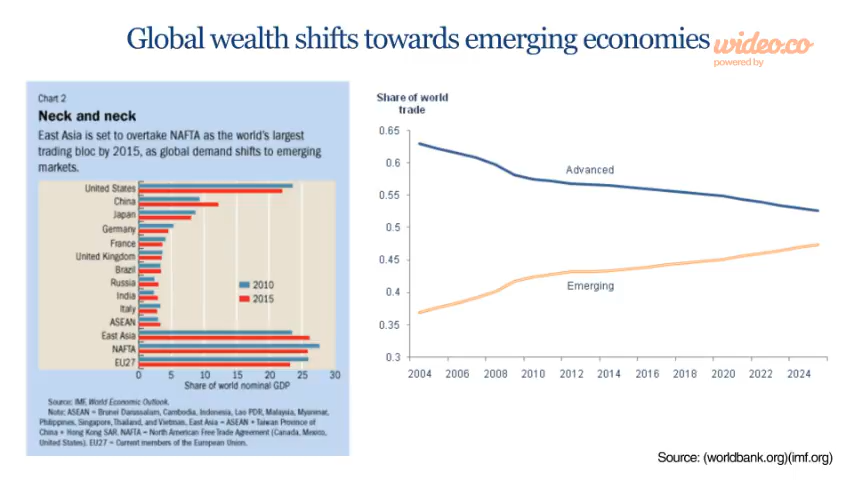 Global wealth shifts towards emerging economies
wideo.co
powered by
Chart 2
Neck and neck
East Asia is set to overtake NAFTA as the world's largest
trading bloc by 2015, as global demand shifts to emerging
markets.
United States
China
Japan
Germany
France
United Kingdom
Brazil
Russia
India
Italy
ASEAN
East Asia
NAFTA
EU27
2010
2015
0 5 10 15 20 25 30
Share of world nominal GDP
Source: IMF, World Economic Outlook.
Note: ASEAN = Brunei Darussalam, Cambodia, Indonesia, Lao PDR, Malaysia, Myanmar,
Philippines, Singapore, Thailand, and Vietnam. East Asia = ASEAN + Taiwan Province of
China + Hong Kong SAR. NAFTA = North American Free Trade Agreement (Canada, Mexico,
United States). EU27 = Current members of the European Union.
Share of world
trade
0.65
0.6
0.55
0.5
0.45
0.4
0.35
0.3
Advanced
Emerging
2004 2006 2008 2010 2012 2014 2016 2018 2020 2022 2024
Source: (worldbank.org)(imf.org)